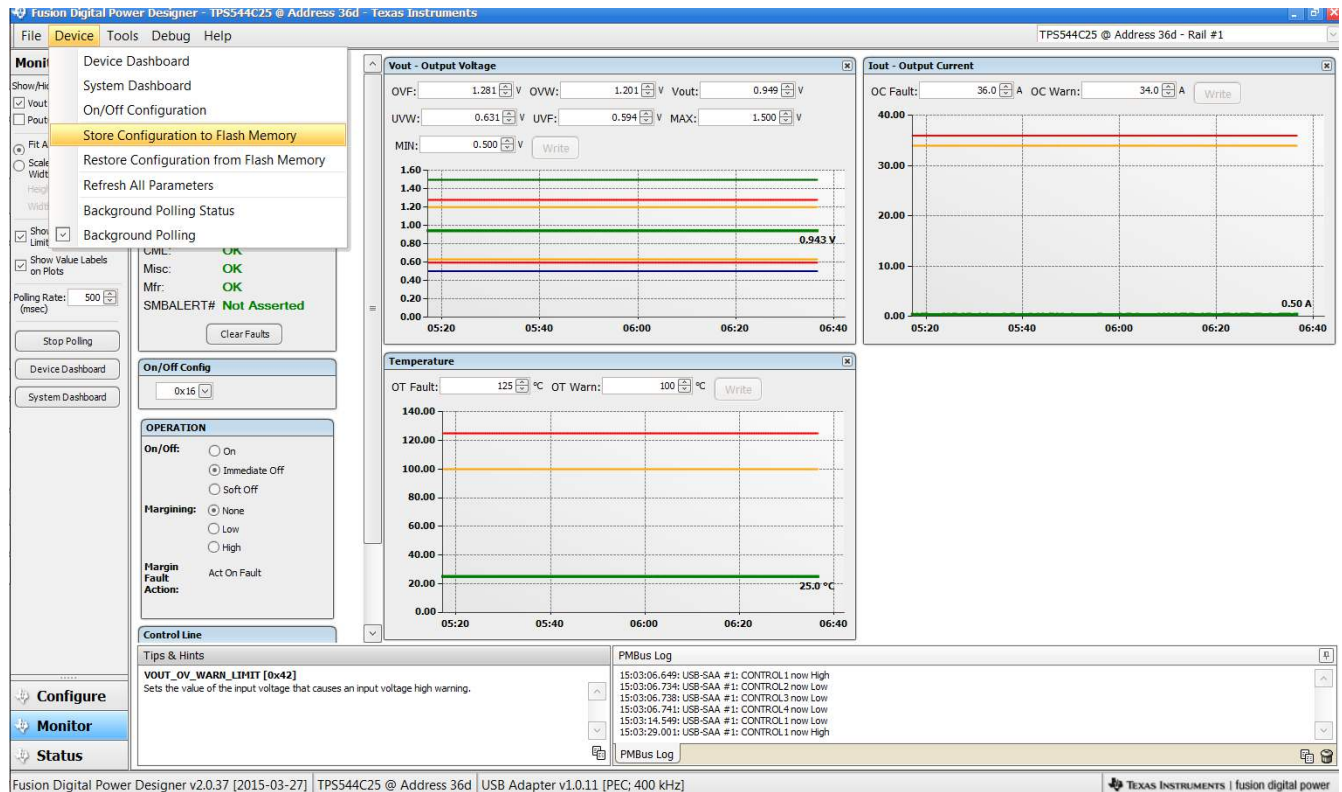 Fusion Digital Power Designer - TPS544C25 @ Address 36d - Texas Instruments
File Device Tools Debug Help
TPS544C25 @ Address 36d - Rail #1
Device Dashboard
System Dashboard
On/Off Configuration
Store Configuration to Flash Memory
Restore Configuration from Flash Memory
Refresh All Parameters
Background Polling Status
Background Polling
Show Value Labels
on Plots
Polling Rate: 500
(msec)
Stop Polling
Device Dashboard
System Dashboard
CML: OK
Misc: OK
Mfr: OK
SMBALERT# Not Asserted
Clear Faults
On/Off Config
0x16
OPERATION
On/Off: On
Immediate Off
Soft Off
Margining: None
Low
High
Margin
Fault
Action:
Act On Fault
Control Line
Vout - Output Voltage
OVF: 1.281 V OVW: 1.201 V Vout: 0.949 V
UVW: 0.631 V UVF: 0.594 V MAX: 1.500 V
MIN: 0.500 V Write
1.60
1.40
1.20
1.00
0.80
0.60
0.40
0.20
0.00
0.943 V
05:20 05:40 06:00 06:20 06:40
Iout - Output Current
OC Fault: 36.0 A OC Warn: 34.0 A Write
40.00
30.00
20.00
10.00
0.00
0.50 A
05:20 05:40 06:00 06:20 06:40
Temperature
OT Fault: 125 ºC OT Warn: 100 ºC Write
140.00
120.00
100.00
80.00
60.00
40.00
20.00
0.00
25.0 ºC
05:20 05:40 06:00 06:20 06:40
Configure
Monitor
Status
Tips & Hints
VOUT_OV_WARN_LIMIT [0x42]
Sets the value of the input voltage that causes an input voltage high warning.
PMBus Log
15:03:06.649: USB-SAA #1: CONTROL1 now High
15:03:06.734: USB-SAA #1: CONTROL2 now Low
15:03:06.738: USB-SAA #1: CONTROL3 now Low
15:03:06.741: USB-SAA #1: CONTROL4 now Low
15:03:14.549: USB-SAA #1: CONTROL1 now Low
15:03:29.001: USB-SAA #1: CONTROL1 now High
PMBus Log
Fusion Digital Power Designer v2.0.37 [2015-03-27] TPS544C25 @ Address 36d USB Adapter v1.0.11 [PEC; 400 kHz]
TEXAS INSTRUMENTS | fusion digital power